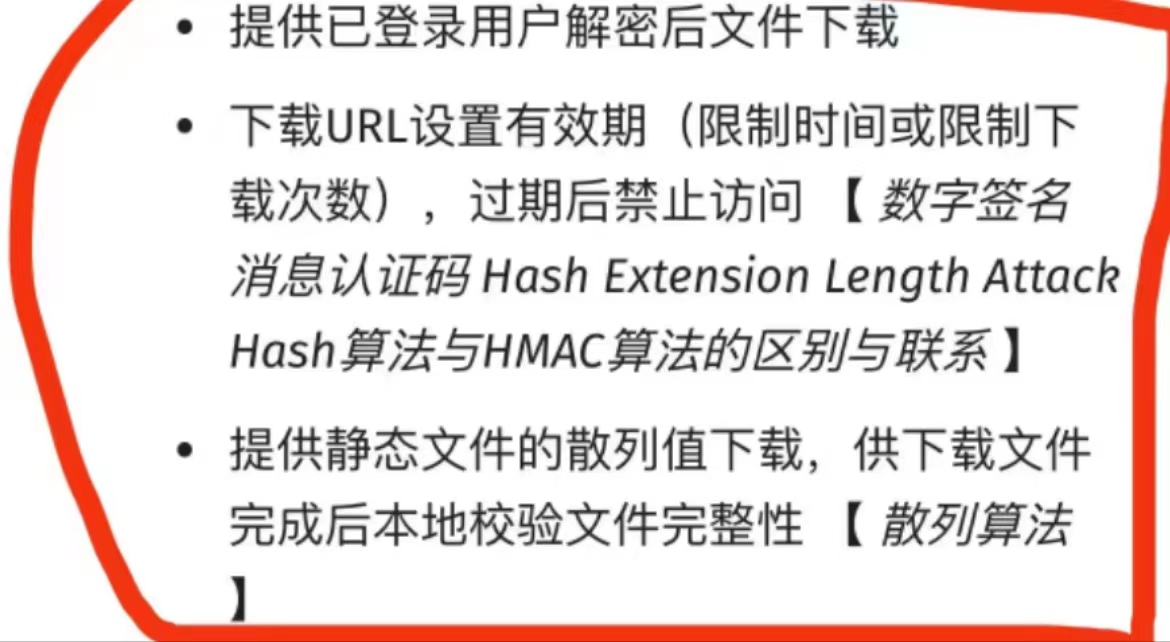 • 提供已登录用户解密后文件下载
• 下载URL设置有效期（限制时间或限制下
载次数），过期后禁止访问 【 数字签名
消息认证码 Hash Extension Length Attack
Hash算法与HMAC算法的区别与联系 】
• 提供静态文件的散列值下载，供下载文件
完成后本地校验文件完整性 【 散列算法
】